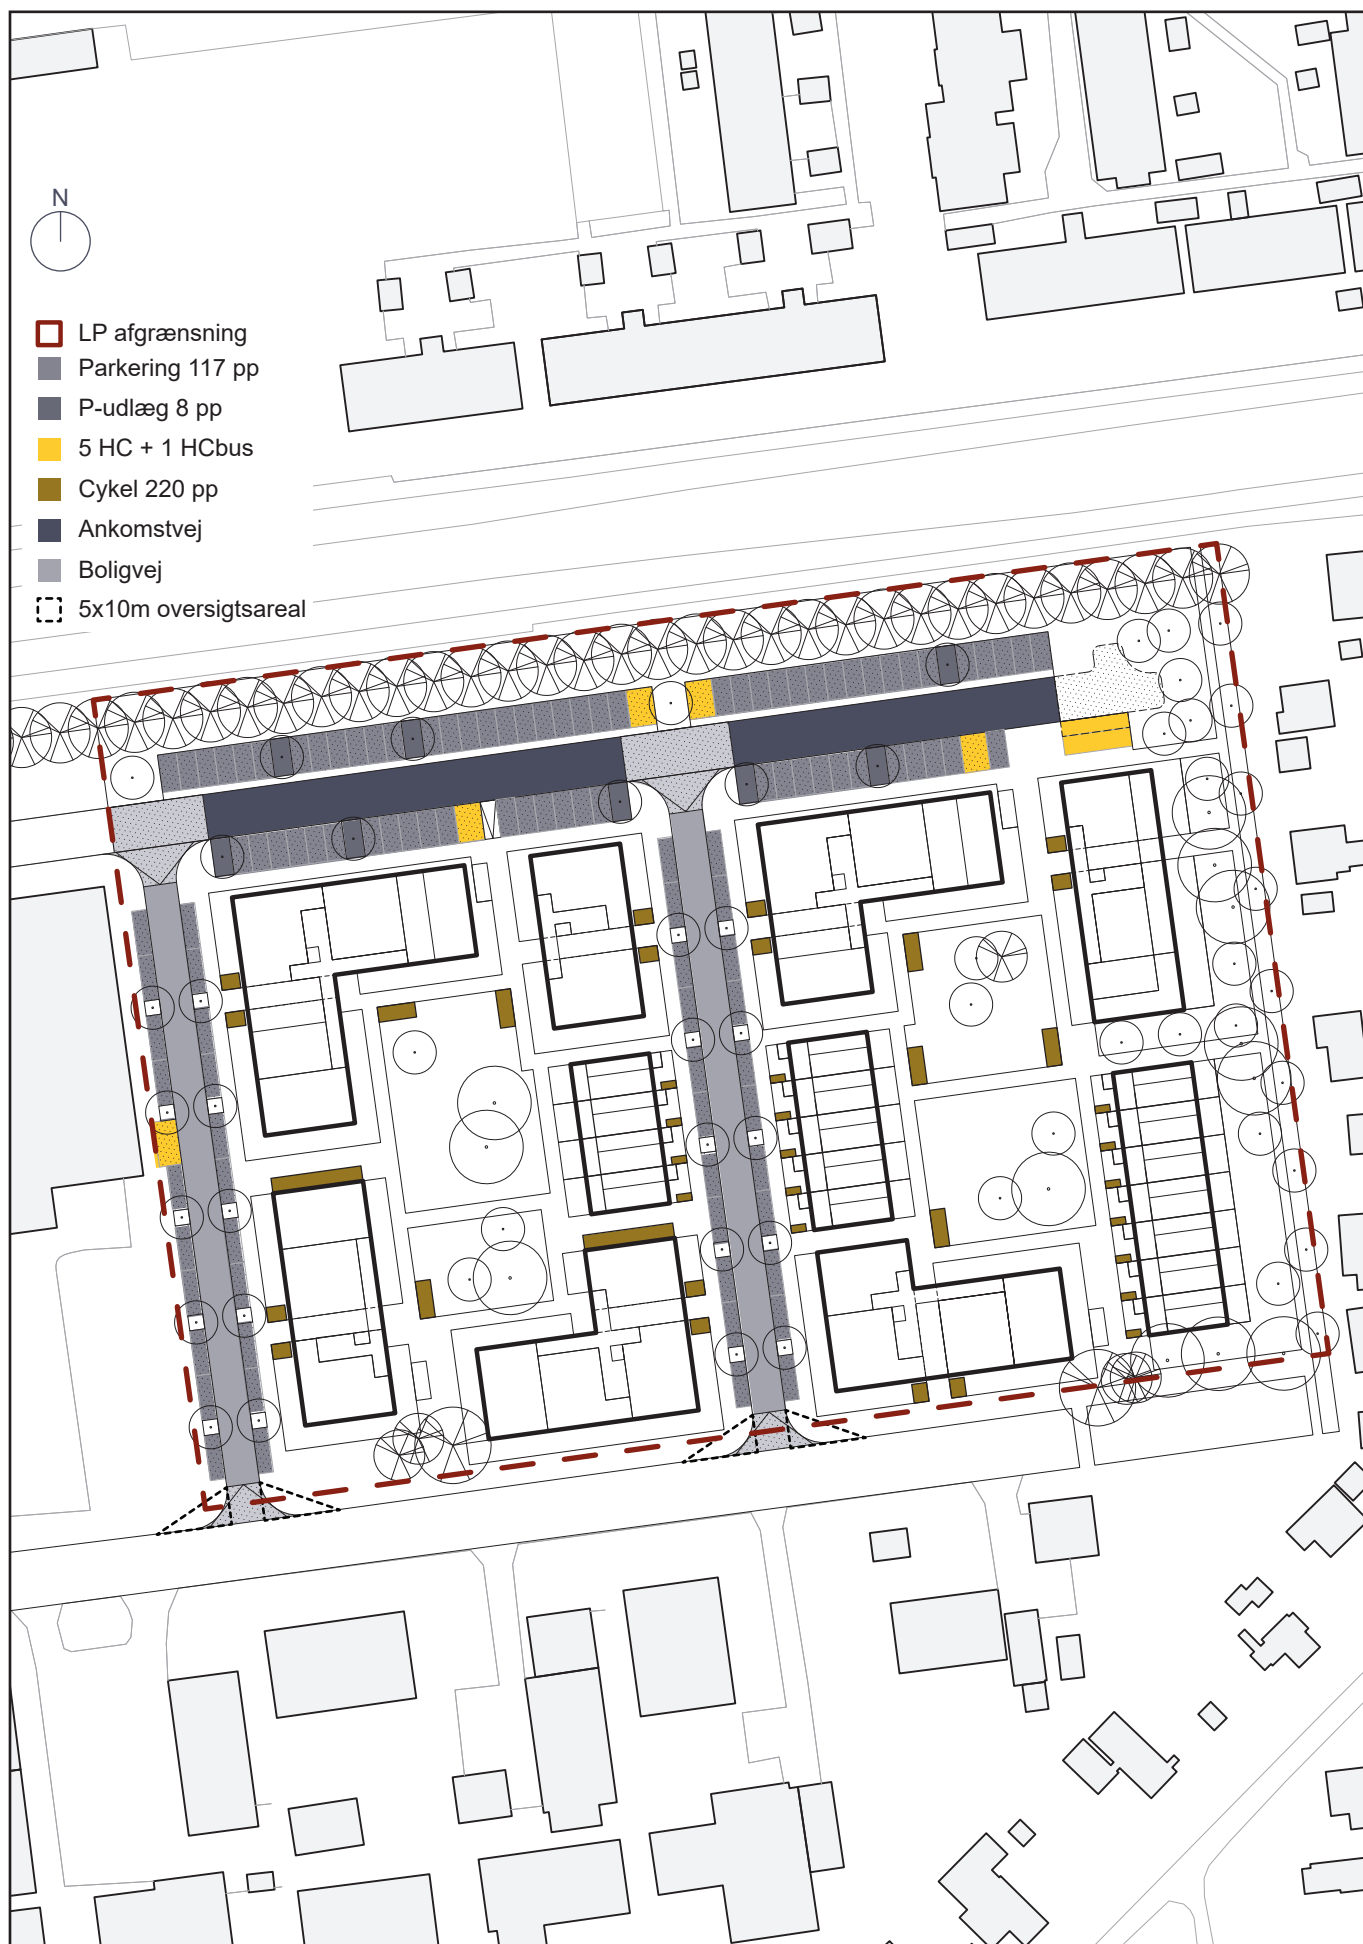 N
LP afgrænsning
Parkering 117 pp
P-udlæg 8 pp
5 HC + 1 HCbus
Cykel 220 pp
Ankomstvej
Boligvej
5x10m oversigtsareal